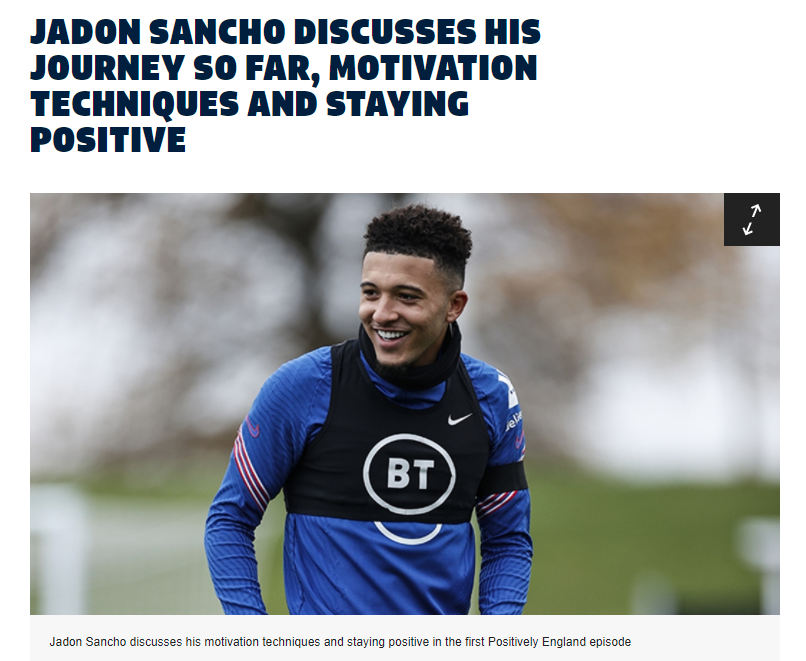 JADON SANCHO DISCUSSES HIS
JOURNEY SO FAR, MOTIVATION
TECHNIQUES AND STAYING
POSITIVE
BT
Jadon Sancho discusses his motivation techniques and staying positive in the first Positively England episode